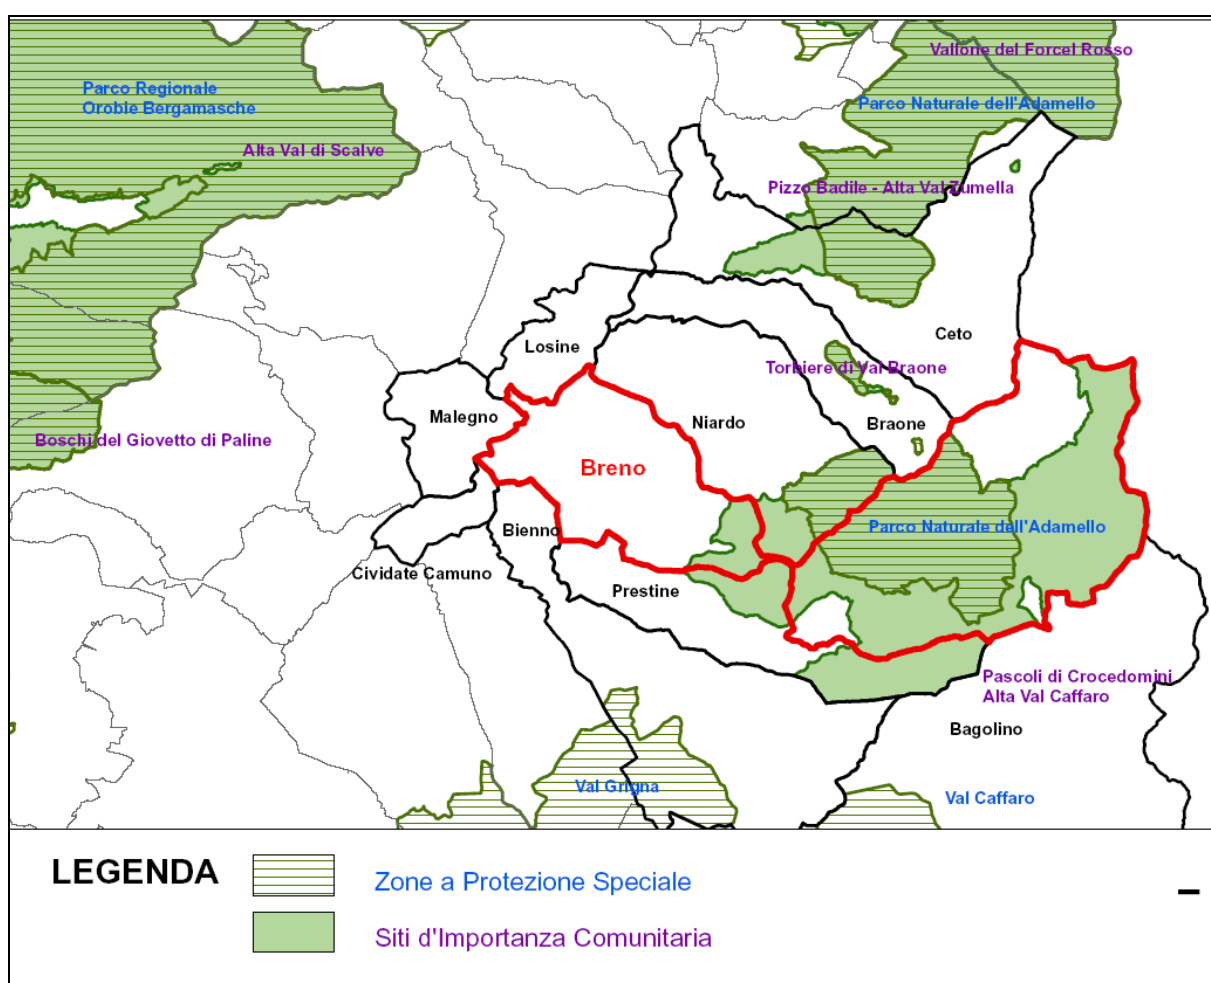 Vallone del Forcel Rosso
Parco Regionale
Orobie Bergamasche
Parco Naturale dell'Adamello
Alta Val di Scalve
Pizzo Badile - Alta Val Zumella
Ceto
Losine
Torbiere di Val Braone
Malegno
Niardo
Braone
Boschi del Giovetto di Paline
Breno
Parco Naturale dell'Adamello
Bienno
Cividate Camuno
Prestine
Pascoli di Crocedomini
Alta Val Caffaro
Bagolino
Val Grigna
Val Caffaro
LEGENDA
Zone a Protezione Speciale
Siti d'Importanza Comunitaria